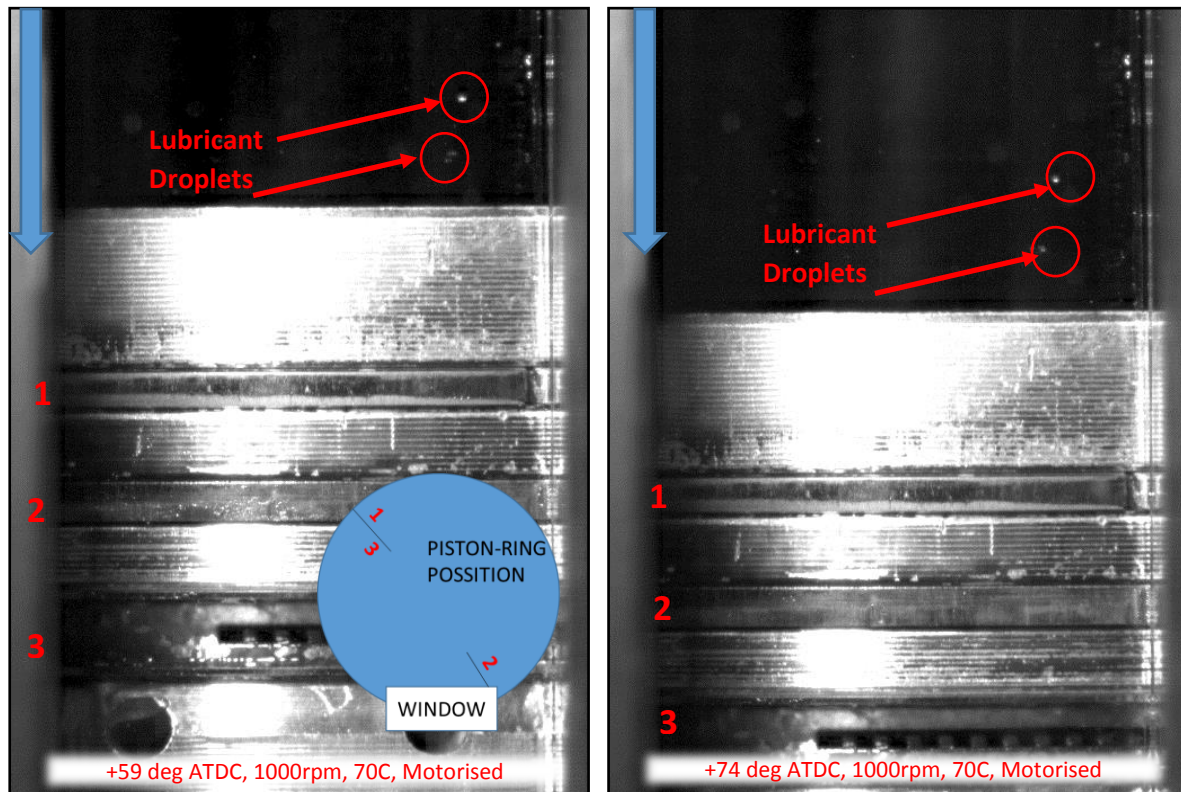 Lubricant
Droplets
1
2
3
1
3
PISTON-RING
POSSITION
2
WINDOW
+59 deg ATDC, 1000rpm, 70C, Motorised
Lubricant
Droplets
1
2
3
+74 deg ATDC, 1000rpm, 70C, Motorised